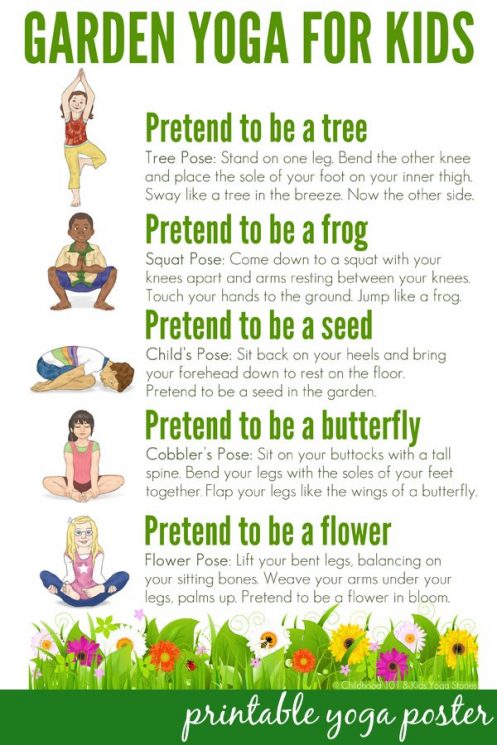 GARDEN YOGA FOR KIDS
Pretend to be a tree
Tree Pose: Stand on one leg. Bend the other knee
and place the sole of your foot on your inner thigh.
Sway like a tree in the breeze. Now the other side.
Pretend to be a frog
Squat Pose: Come down to a squat with your
knees apart and arms resting between your knees.
Touch your hands to the ground. Jump like a frog.
Pretend to be a seed
Child's Pose: Sit back on your heels and bring
your forehead down to rest on the floor.
Pretend to be a seed in the garden.
Pretend to be a butterfly
Cobbler's Pose: Sit on your buttocks with a tall
spine. Bend your legs with the soles of your feet
together. Flap your legs like the wings of a butterfly.
Pretend to be a flower
Flower Pose: Lift your bent legs, balancing on
your sitting bones. Weave your arms under your
legs, palms up. Pretend to be a flower in bloom.
© Childhood 101 & Kids Yoga Stories
printable yoga poster